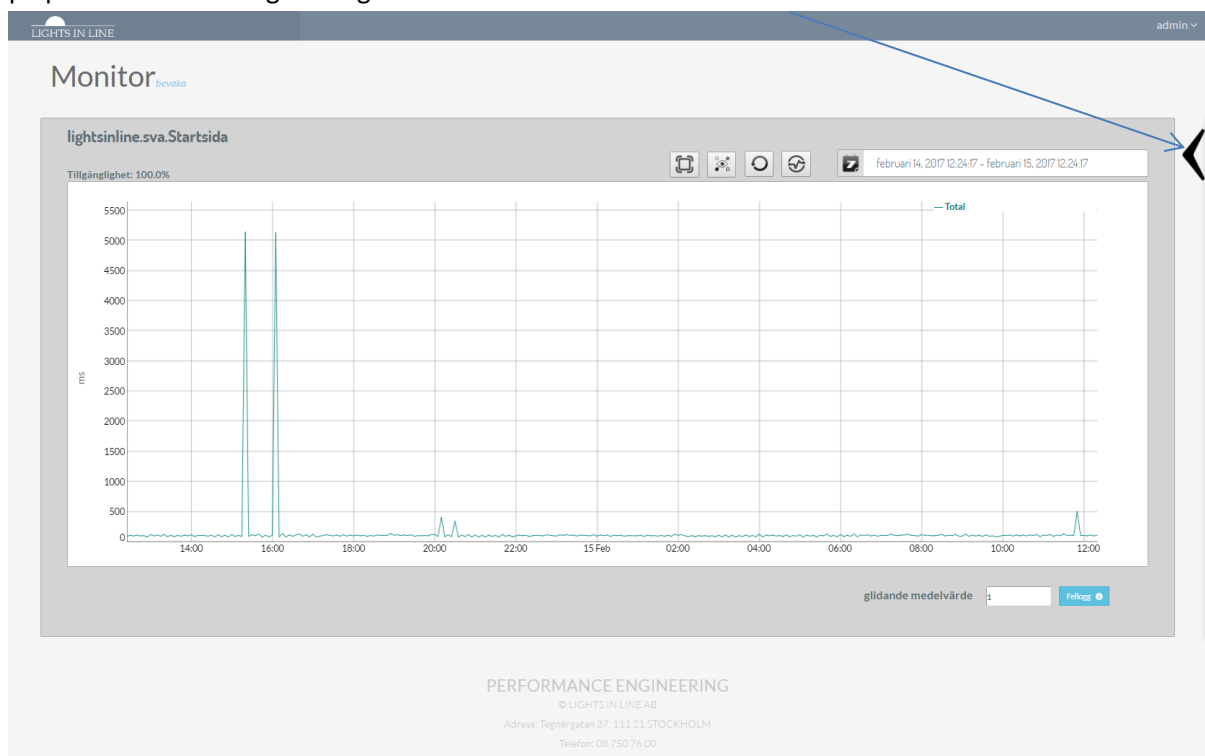 LIGHTS IN LINE
admin
Monitor bevaka
lightsinline.sva.Startsida
februari 14, 2017 12:24:17 - februari 15, 2017 12:24:17
Tillgänglighet: 100.0%
Total
5500
5000
4500
4000
3500
3000
2500
2000
1500
1000
500
0
ms
14:00 16:00 18:00 20:00 22:00 15 Feb 02:00 04:00 06:00 08:00 10:00 12:00
glidande medelvärde 1 Fellogg
PERFORMANCE ENGINEERING
© LIGHTS IN LINE AB
Adress: Tegnérgatan 37, 111 21 STOCKHOLM
Telefon: 08 750 76 00